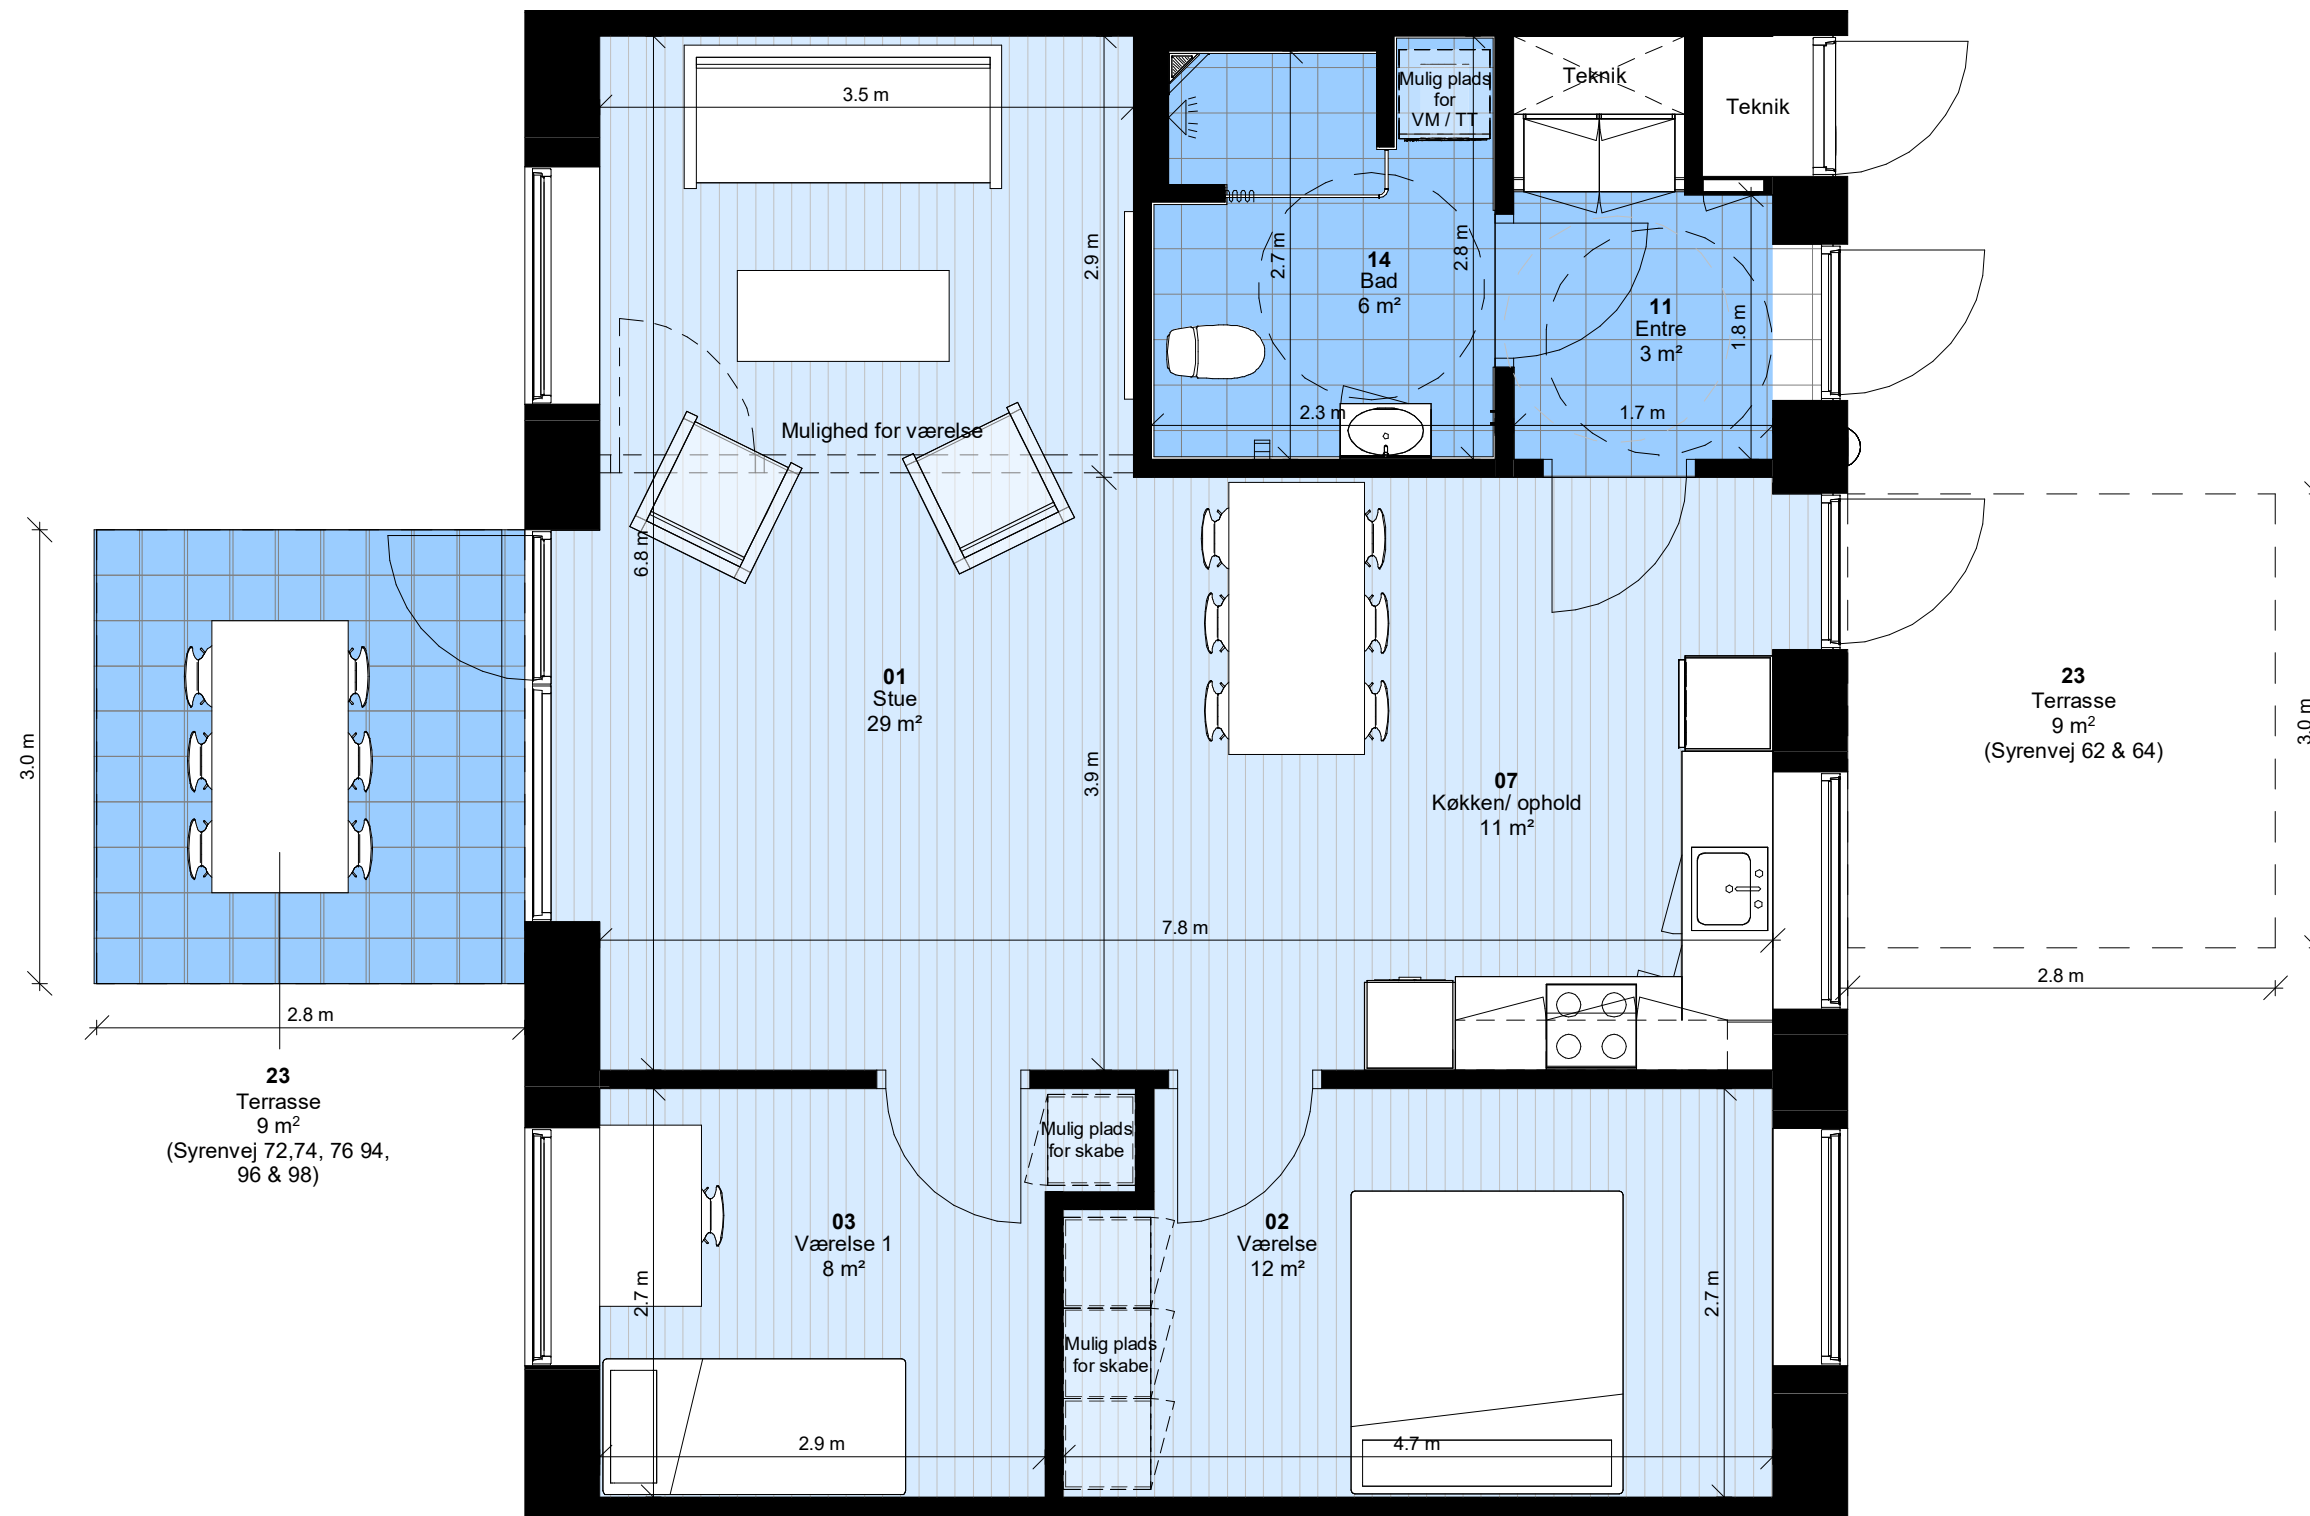 3.5 m
Mulig plads
for
VM / TT
Teknik
Teknik
2.9 m
2.7 m
2.8 m
14
Bad
6 m²
11
Entre
3 m²
1.8 m
2.3 m
1.7 m
Mulighed for værelse
6.8 m
01
Stue
29 m²
3.9 m
07
Køkken/ ophold
11 m²
7.8 m
3.0 m
2.8 m
23
Terrasse
9 m²
(Syrenvej 72,74, 76 94,
96 & 98)
23
Terrasse
9 m²
(Syrenvej 62 & 64)
3.0 m
2.8 m
Mulig plads
for skabe
03
Værelse 1
8 m²
2.7 m
2.9 m
02
Værelse
12 m²
Mulig plads
for skabe
2.7 m
4.7 m